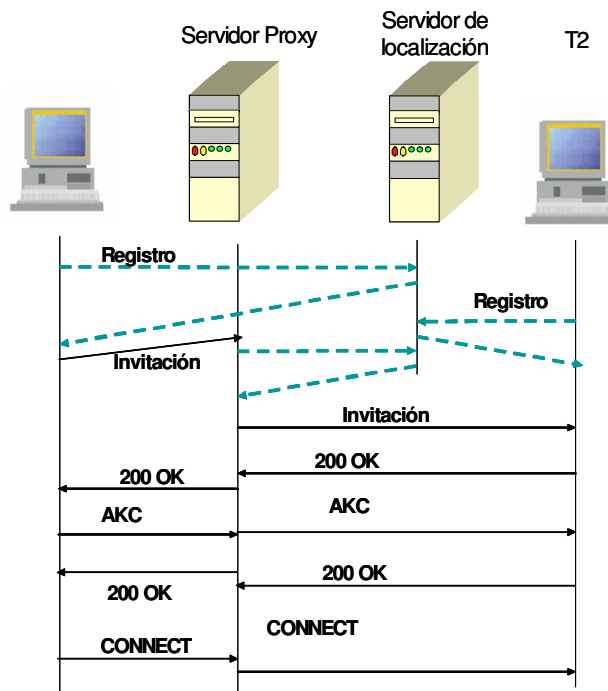 Servidor Proxy
Servidor de
localización
T2
Registro
Registro
Invitación
Invitación
200 OK
200 OK
AKC
AKC
200 OK
200 OK
CONNECT
CONNECT